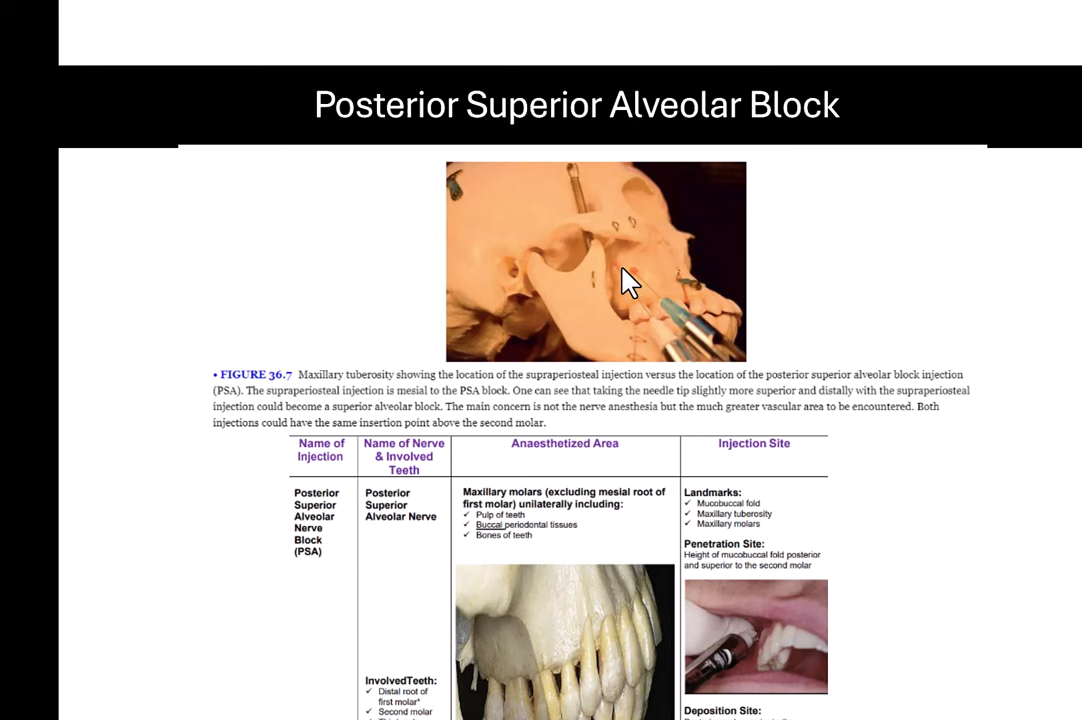 Posterior Superior Alveolar Block
• FIGURE 36.7 Maxillary tuberosity showing the location of the supraperiosteal injection versus the location of the posterior superior alveolar block injection
(PSA). The supraperiosteal injection is mesial to the PSA block. One can see that taking the needle tip slightly more superior and distally with the supraperiosteal
injection could become a superior alveolar block. The main concern is not the nerve anesthesia but the much greater vascular area to be encountered. Both
injections could have the same insertion point above the second molar.
Name of
Injection
Name of Nerve
& Involved
Teeth
Anaesthetized Area
Injection Site
Posterior
Superior
Alveolar
Nerve
Block
(PSA)
Posterior
Superior
Alveolar Nerve
InvolvedTeeth:
✓ Distal root of
first molar*
✓ Second molar
Maxillary molars (excluding mesial root of
first molar) unilaterally including:
✓ Pulp of teeth
✓ Buccal periodontal tissues
✓ Bones of teeth
Landmarks:
✓ Mucobuccal fold
✓ Maxillary tuberosity
✓ Maxillary molars
Penetration Site:
Height of mucobuccal fold posterior
and superior to the second molar
Deposition Site: